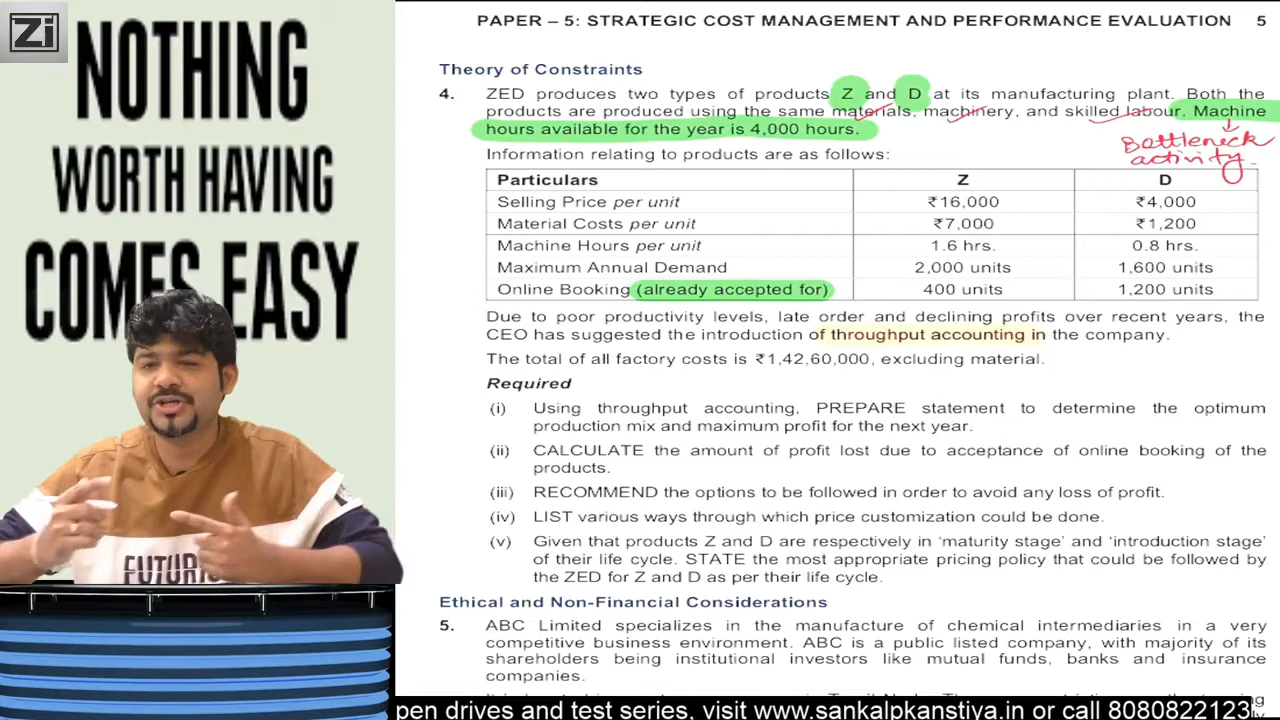 Zi
NOTHING
WORTH HAVING
COMES EASY
FUTUR
PAPER – 5: STRATEGIC COST MANAGEMENT AND PERFORMANCE EVALUATION 5
Theory of Constraints
4. ZED produces two types of products Z and D at its manufacturing plant. Both the
products are produced using the same materials, machinery, and skilled labour. Machine
hours available for the year is 4,000 hours.
Bottleneck
activity
Information relating to products are as follows:
Particulars Z D
Selling Price per unit ₹16,000 ₹4,000
Material Costs per unit ₹7,000 ₹1,200
Machine Hours per unit 1.6 hrs. 0.8 hrs.
Maximum Annual Demand 2,000 units 1,600 units
Online Booking (already accepted for) 400 units 1,200 units
Due to poor productivity levels, late order and declining profits over recent years, the
CEO has suggested the introduction of throughput accounting in the company.
The total of all factory costs is ₹1,42,60,000, excluding material.
Required
(i) Using throughput accounting, PREPARE statement to determine the optimum
production mix and maximum profit for the next year.
(ii) CALCULATE the amount of profit lost due to acceptance of online booking of the
products.
(iii) RECOMMEND the options to be followed in order to avoid any loss of profit.
(iv) LIST various ways through which price customization could be done.
(v) Given that products Z and D are respectively in 'maturity stage' and 'introduction stage'
of their life cycle. STATE the most appropriate pricing policy that could be followed by
the ZED for Z and D as per their life cycle.
Ethical and Non-Financial Considerations
5. ABC Limited specializes in the manufacture of chemical intermediaries in a very
competitive business environment. ABC is a public listed company, with majority of its
shareholders being institutional investors like mutual funds, banks and insurance
companies.
pen drives and test series, visit www.sankalpkanstiya.in or call 8080822123